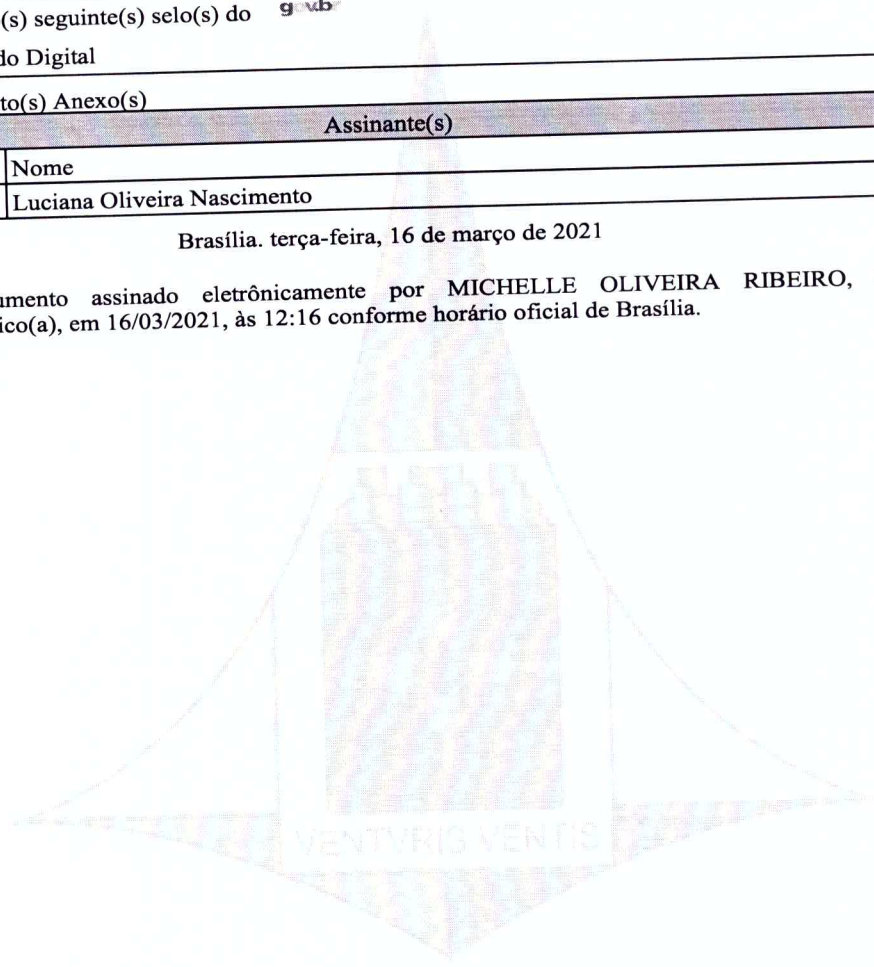 (s) seguinte(s) selo(s) do govbr
do Digital
to(s) Anexo(s)
Assinante(s)
Nome
Luciana Oliveira Nascimento
Brasília. terça-feira, 16 de março de 2021
umento assinado eletrônicamente por MICHELLE OLIVEIRA RIBEIRO,
ico(a), em 16/03/2021, às 12:16 conforme horário oficial de Brasília.
VENTVRIS VENTIS